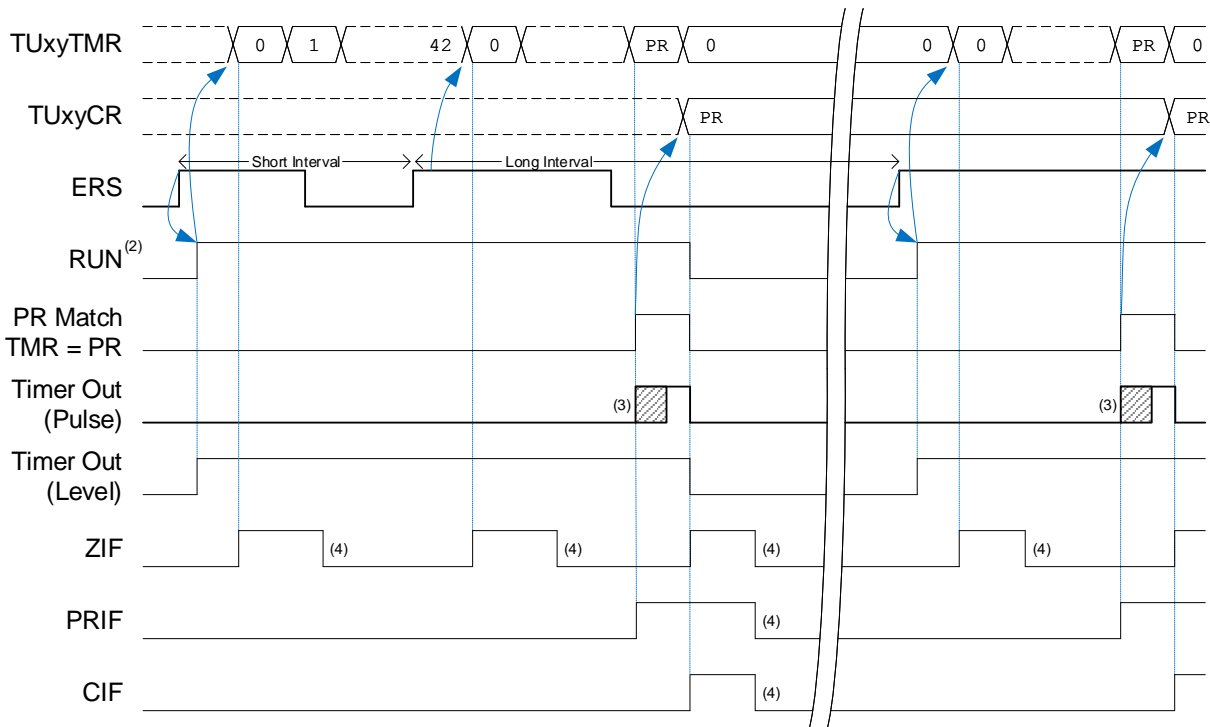 TUxyTMR 0 1 42 0 PR 0 0 0 PR 0
TUxyCR PR PR
Short Interval Long Interval
ERS
RUN(2)
PR Match
TMR = PR
Timer Out
(Pulse) (3) (3)
Timer Out
(Level)
ZIF (4) (4) (4) (4)
PRIF (4)
CIF (4)